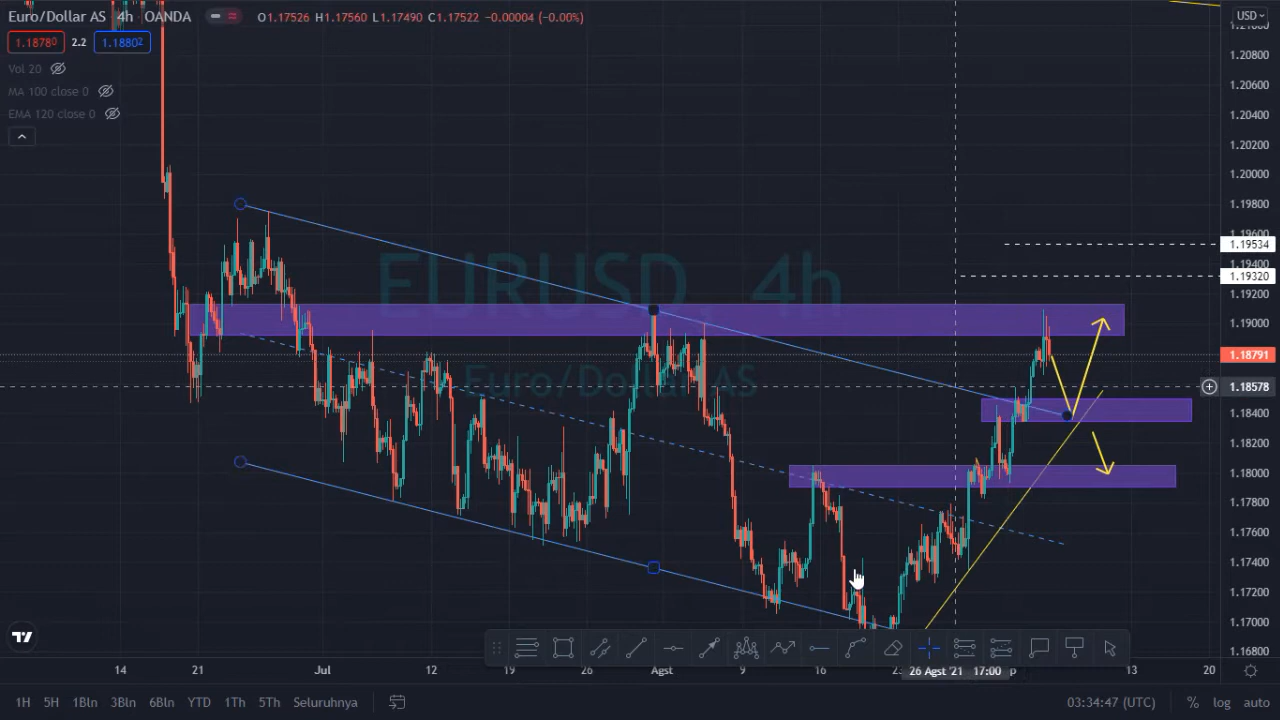 Euro/Dollar AS 4h OANDA O1.17526 H1.17560 L1.17490 C1.17522 -0.00004 (-0.00%)
USD
1.18780 2.2 1.18802
Vol 20
MA 100 close 0
EMA 120 close 0
EURUSD, 4h
Euro/Dollar AS
1.20800
1.20600
1.20400
1.20200
1.20000
1.19800
1.19534
1.19400
1.19320
1.19200
1.19000
1.18791
1.18578
1.18400
1.18200
1.18000
1.17800
1.17600
1.17400
1.17200
1.17000
1.16800
14 21 Jul 12 19 26 Agst 9 16 26 Agst '21 17:00 13 20
1H 5H 1Bln 3Bln 6Bln YTD 1Th 5Th Seluruhnya 03:34:47 (UTC) % log auto